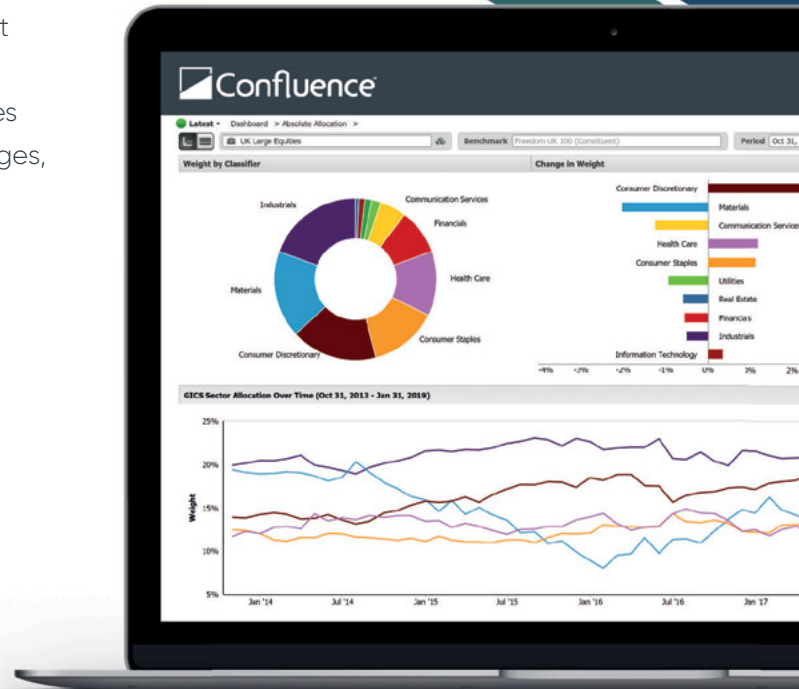 t
es
ges,
Confluence
Latest - Dashboard > Absolute Allocation >
UK Large Equities Benchmark Freedom UK 100 (Constituent) Period Oct 31,
Weight by Classifier Change in Weight
Industrials
Communication Services
Financials
Health Care
Consumer Staples
Consumer Discretionary
Materials
Consumer Discretionary
Materials
Communication Services
Health Care
Consumer Staples
Utilities
Real Estate
Financials
Industrials
Information Technology
-4% -3% -2% -1% 0% 1% 2%
GICS Sector Allocation Over Time (Oct 31, 2013 - Jan 31, 2019)
Weight
25%
20%
15%
10%
5%
Jan '14 Jul '14 Jan '15 Jul '15 Jan '16 Jul '16 Jan '17